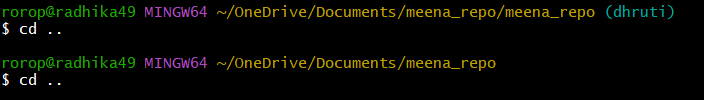 rorop@radhika49 MINGW64 ~/OneDrive/Documents/meena_repo/meena_repo (dhruti)
$ cd ..
rorop@radhika49 MINGW64 ~/OneDrive/Documents/meena_repo
$ cd ..